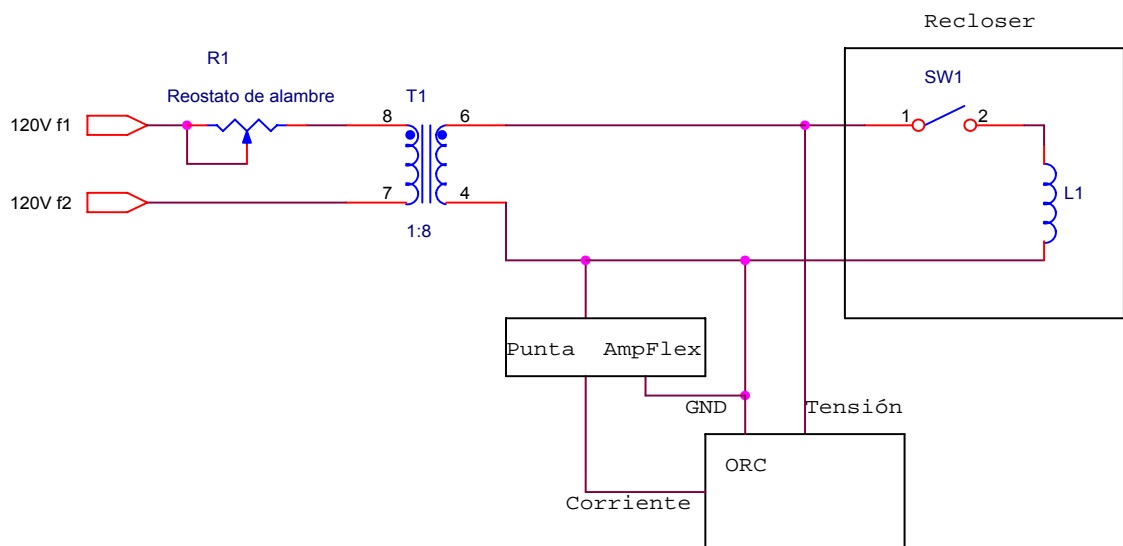 Recloser
R1
SW1
Reostato de alambre
T1
120V f1
8
6
1
2
120V f2
7
4
L1
1:8
Punta AmpFlex
GND
Tensión
ORC
Corriente